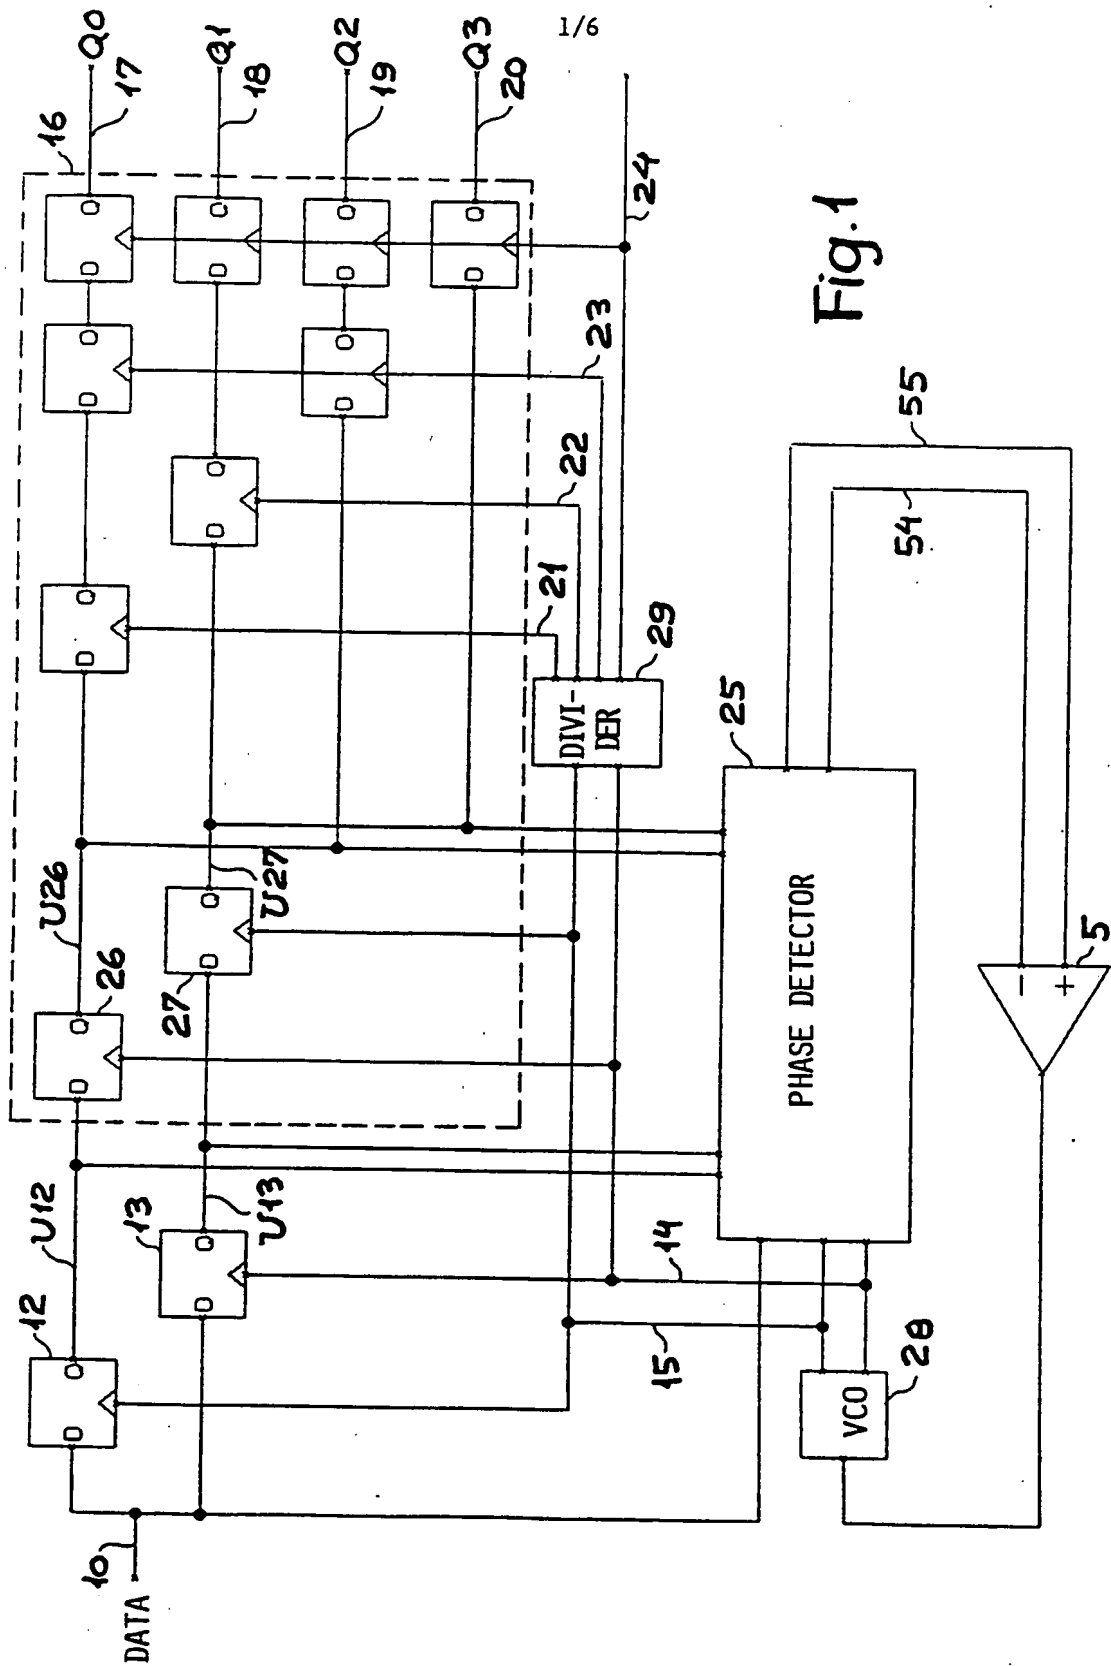 1/6
DATA
10
12
U12
13
U13
14
15
VCO
28
D Q
D Q
16
26
U26
27
U27
D Q
D Q
PHASE DETECTOR
25
DIVI-
DER
29
21
22
23
24
D Q
D Q
D Q
D Q
D Q
D Q
D Q
D Q
17
Q0
18
Q1
19
Q2
20
Q3
54
55
-
+
5
Fig.1